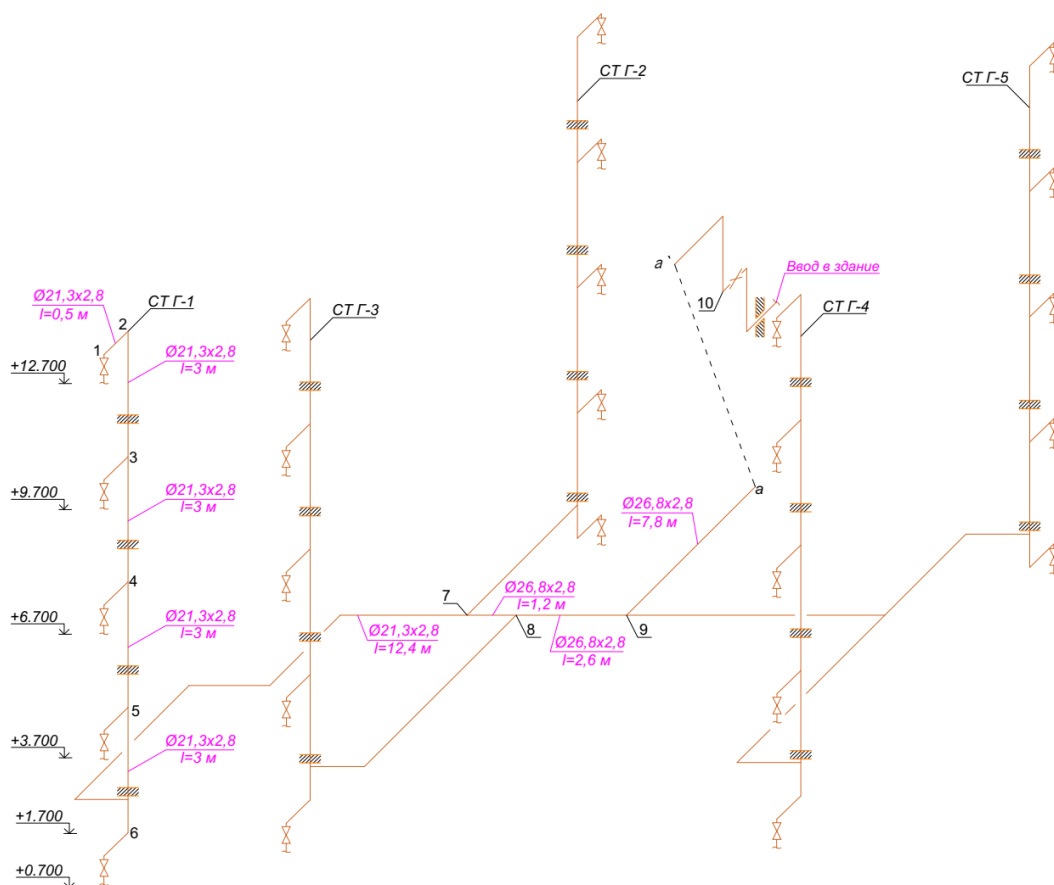 СТ Г-2
СТ Г-5
а'
Ввод в здание
10
Ø21,3х2,8
l=0,5 м
2
СТ Г-1
СТ Г-3
СТ Г-4
1
Ø21,3х2,8
l=3 м
+12.700
3
Ø21,3х2,8
l=3 м
+9.700
а
Ø26,8х2,8
l=7,8 м
4
7
Ø26,8х2,8
l=1,2 м
+6.700
Ø21,3х2,8
l=3 м
Ø21,3х2,8
l=12,4 м
8
Ø26,8х2,8
l=2,6 м
9
5
+3.700
Ø21,3х2,8
l=3 м
+1.700
6
+0.700